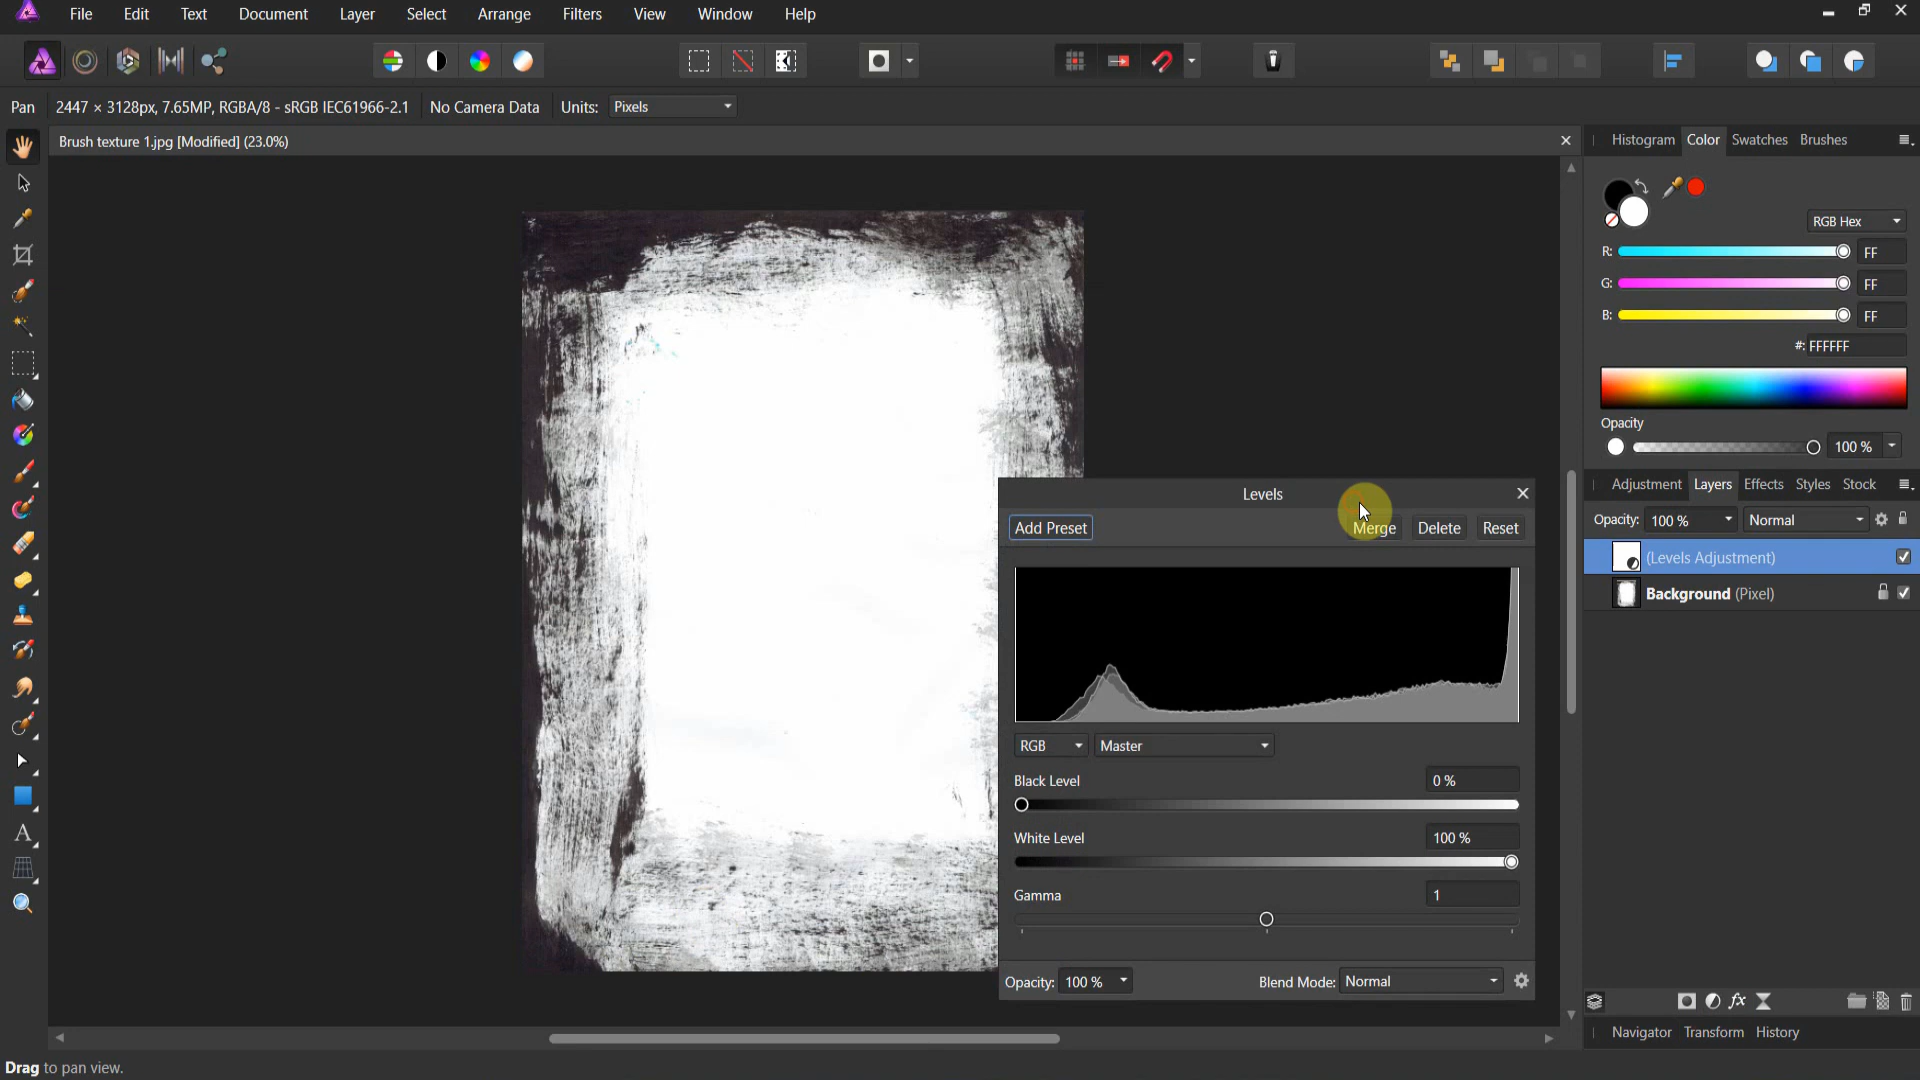 File Edit Text Document Layer Select Arrange Filters View Window Help
Pan 2447 × 3128px, 7.65MP, RGBA/8 - sRGB IEC61966-2.1 No Camera Data Units: Pixels
Brush texture 1.jpg [Modified] (23.0%)
Histogram Color Swatches Brushes
RGB Hex
R: FF
G: FF
B: FF
#: FFFFFF
Opacity
100 %
Adjustment Layers Effects Styles Stock
Opacity: 100 % Normal
(Levels Adjustment)
Background (Pixel)
Levels
Add Preset Merge Delete Reset
RGB Master
Black Level 0 %
White Level 100 %
Gamma 1
Opacity: 100 % Blend Mode: Normal
Navigator Transform History
Drag to pan view.